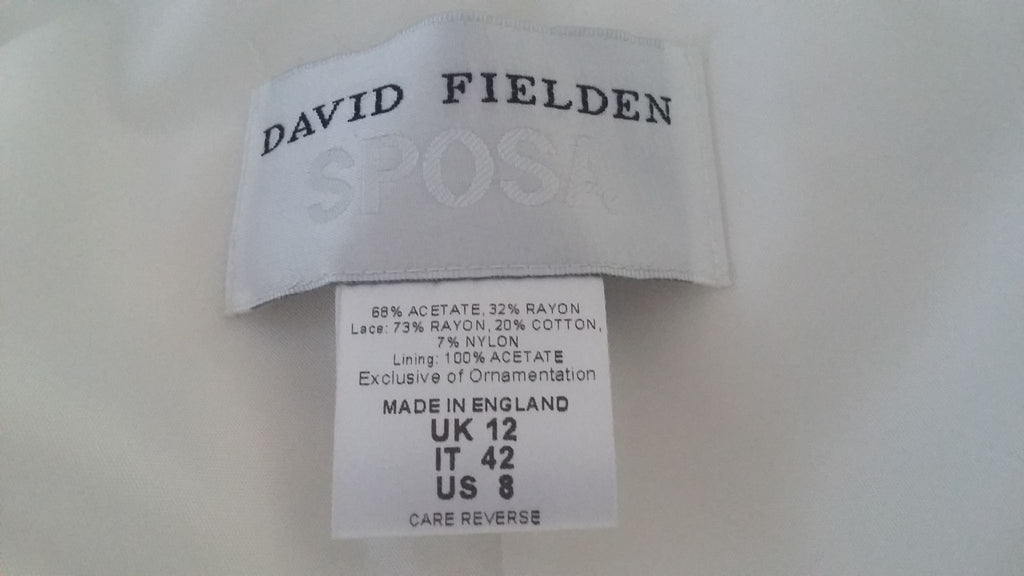 DAVID FIELDEN
SPOSA
68% ACETATE, 32% RAYON
Lace: 73% RAYON, 20% COTTON,
7% NYLON
Lining: 100% ACETATE
Exclusive of Ornamentation
MADE IN ENGLAND
UK 12
IT 42
US 8
CARE REVERSE